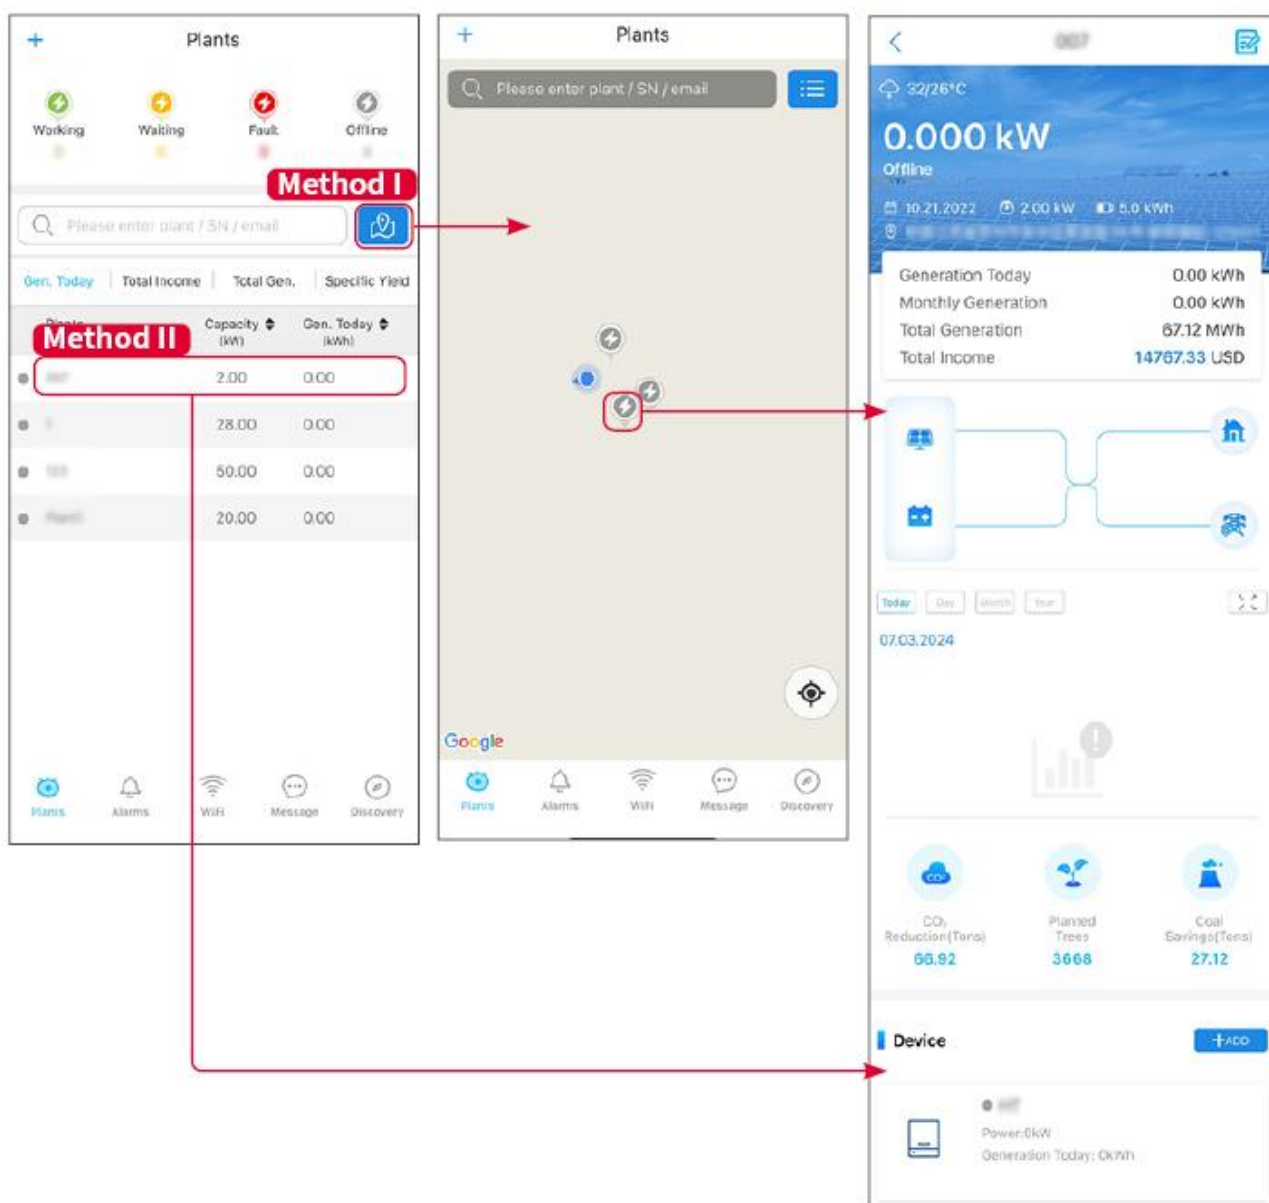 Plants
Working
Waiting
Fault
Offline
Method I
Please enter plant / SN / email
Gen. Today
Total Income
Total Gen.
Specific Yield
Capacity
(kW)
Gen. Today
(kWh)
Method II
2.00 0.00
28.00 0.00
50.00 0.00
20.00 0.00
Plants
Alarms
WiFi
Message
Discovery
Plants
Please enter plant / SN / email
Google
Plants
Alarms
WiFi
Message
Discovery
32/26°C
0.000 kW
Offline
10.21.2022 2.00 kW 5.0 kWh
Generation Today 0.00 kWh
Monthly Generation 0.00 kWh
Total Generation 67.12 MWh
Total Income 14767.33 USD
Today Day Month Year
07.03.2024
CO₂
Reduction(Tons)
66.92
Planted
Trees
3668
Coal
Savings(Tons)
27.12
Device
+ADD
Power:0kW
Generation Today: 0kWh